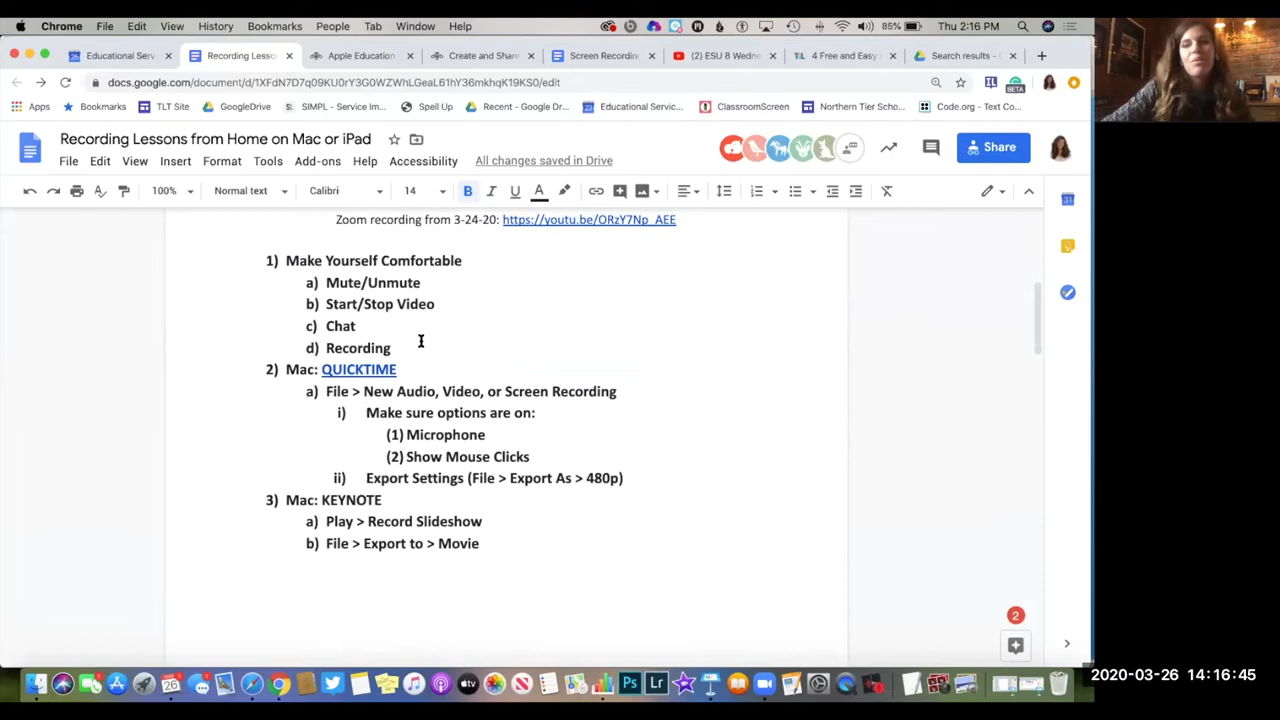 Chrome File Edit View History Bookmarks People Tab Window Help 85% Thu 2:16 PM
Educational Serv Recording Lesso Apple Education Create and Share Screen Recording ESU 8 Wednes 4 Free and Easy Search results -
docs.google.com/document/d/1XFdN7D7q09KU0rY3G0WZWhLGeaL61hY36mkhqK19KS0/edit BETA
Apps Bookmarks TLT Site GoogleDrive SIMPL - Service Im... Spell Up Recent - Google Dr... Educational Servic... ClassroomScreen Northern Tier Scho... Code.org - Text Co...
Recording Lessons from Home on Mac or iPad
File Edit View Insert Format Tools Add-ons Help Accessibility All changes saved in Drive Share
100% Normal text Calibri 14 B I U A
Zoom recording from 3-24-20: https://youtu.be/ORzY7Np_AEE
1) Make Yourself Comfortable
a) Mute/Unmute
b) Start/Stop Video
c) Chat
d) Recording
2) Mac: QUICKTIME
a) File > New Audio, Video, or Screen Recording
i) Make sure options are on:
(1) Microphone
(2) Show Mouse Clicks
ii) Export Settings (File > Export As > 480p)
3) Mac: KEYNOTE
a) Play > Record Slideshow
b) File > Export to > Movie
2
26 tv Ps Lr
2020-03-26 14:16:45